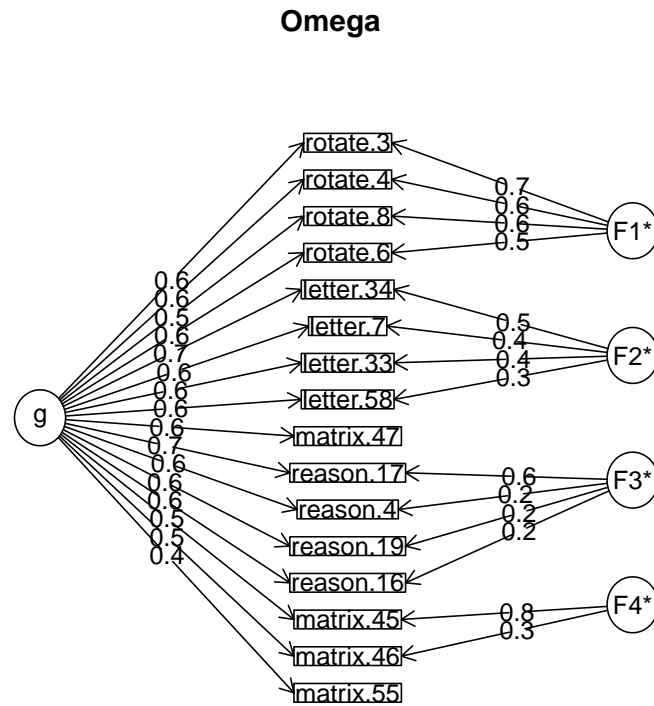 Omega
rotate.3
rotate.4
rotate.8
rotate.6
letter.34
letter.7
letter.33
letter.58
matrix.47
reason.17
reason.4
reason.19
reason.16
matrix.45
matrix.46
matrix.55
g
0.6
0.6
0.5
0.6
0.7
0.6
0.6
0.6
0.6
0.7
0.6
0.6
0.6
0.5
0.5
0.4
0.7
0.6
0.6
0.5
F1*
0.5
0.4
0.4
0.3
F2*
0.6
0.2
0.2
0.2
F3*
0.8
0.3
F4*